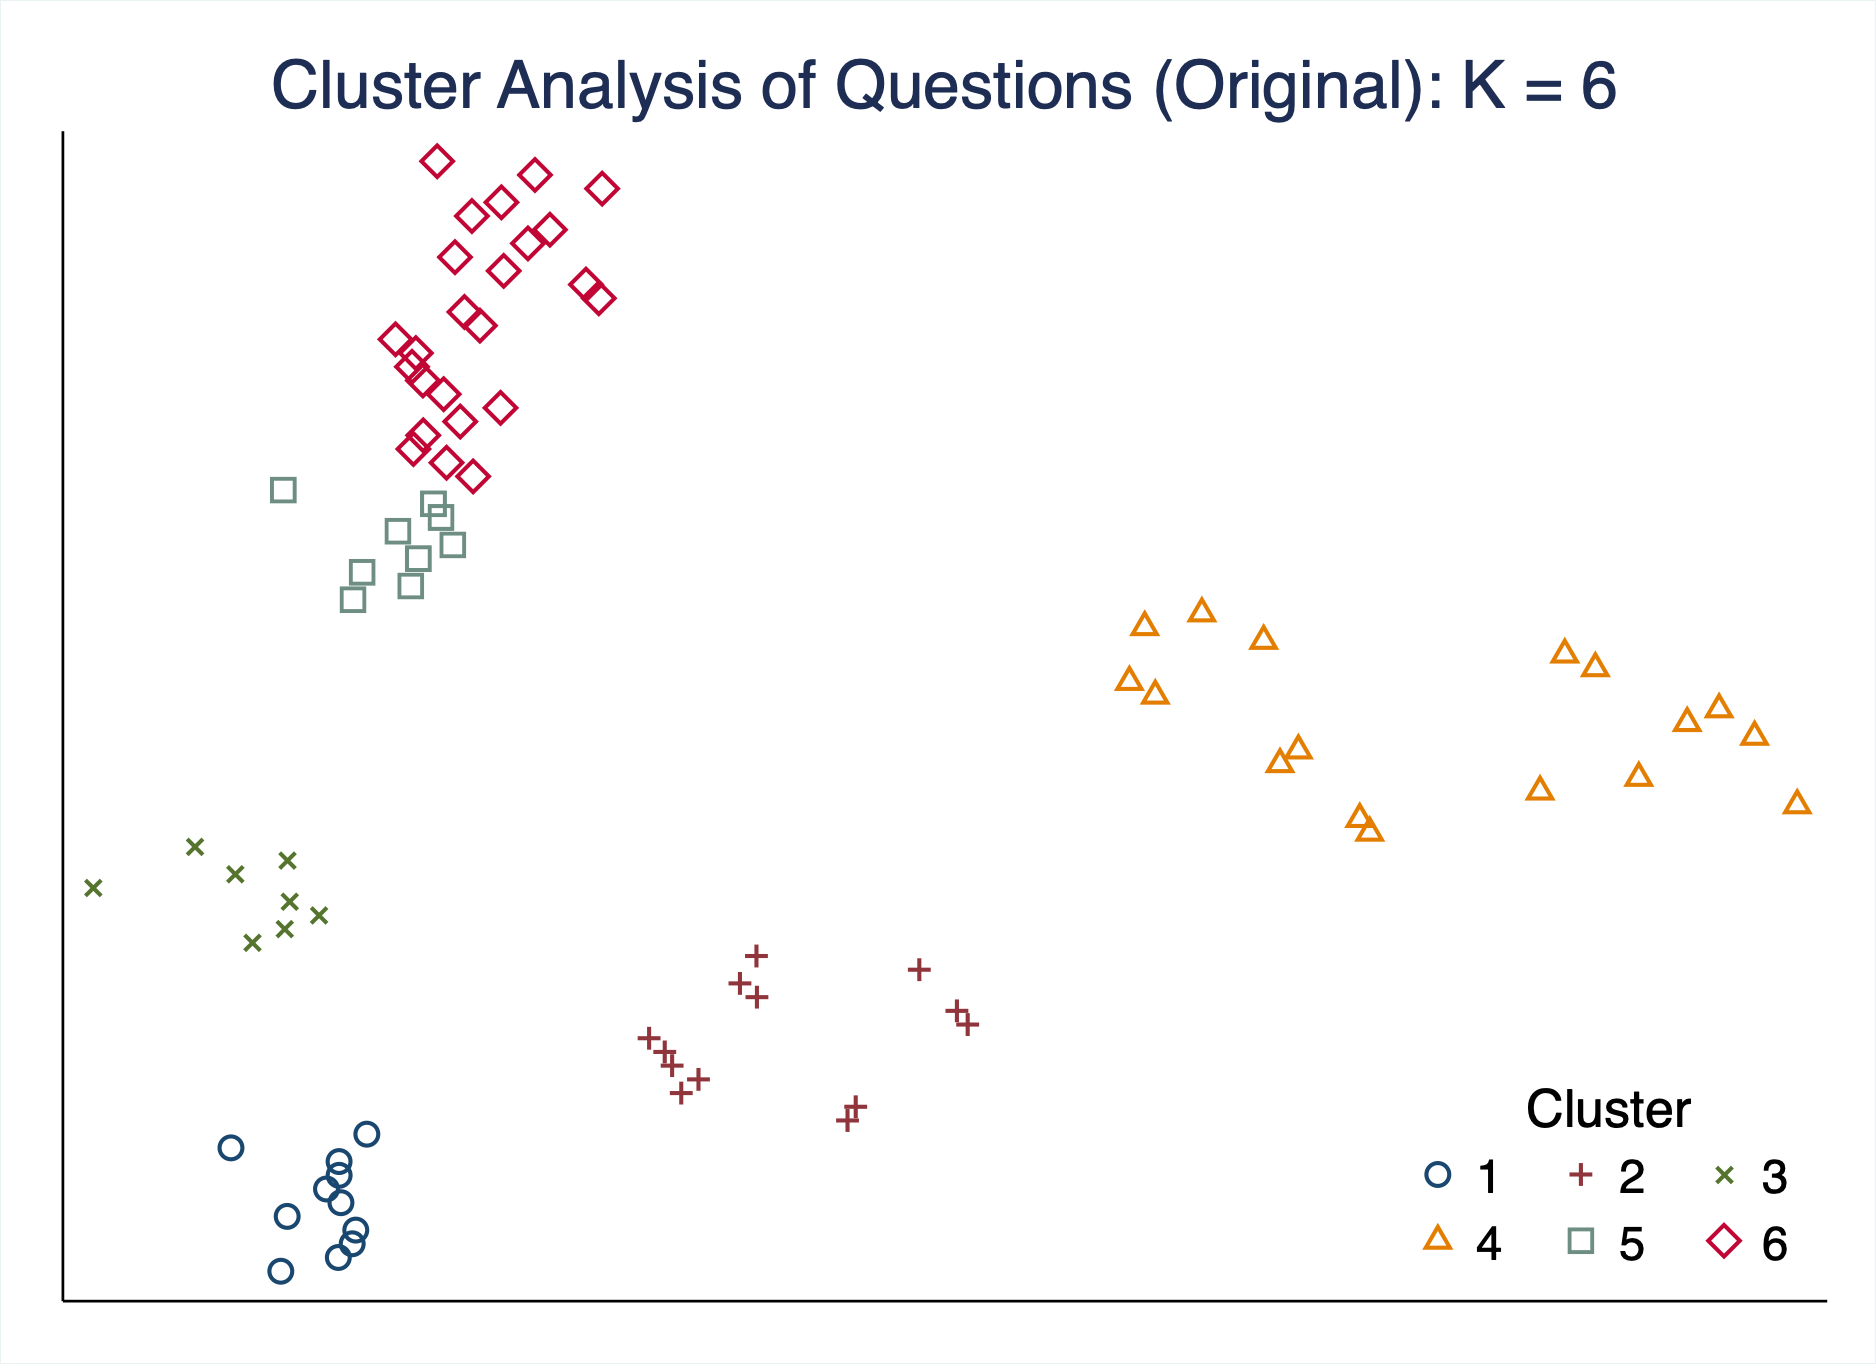 Cluster Analysis of Questions (Original): K = 6
Cluster
1 2 3
4 5 6